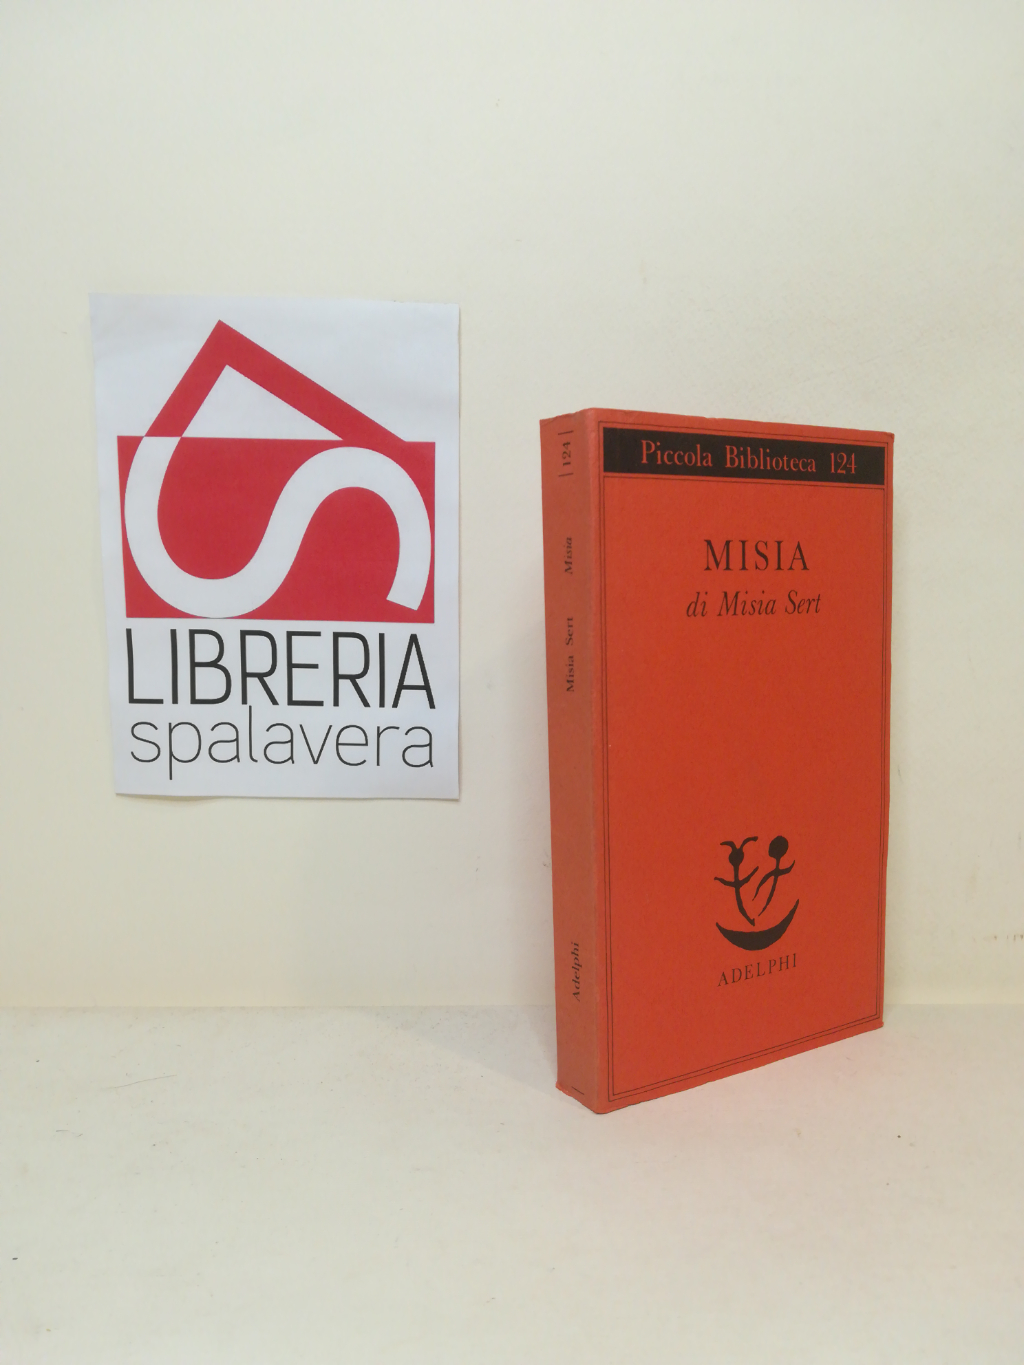 LIBRERIA
spalavera
124
Misia Sert Misia
Adelphi
Piccola Biblioteca 124
MISIA
di Misia Sert
ADELPHI